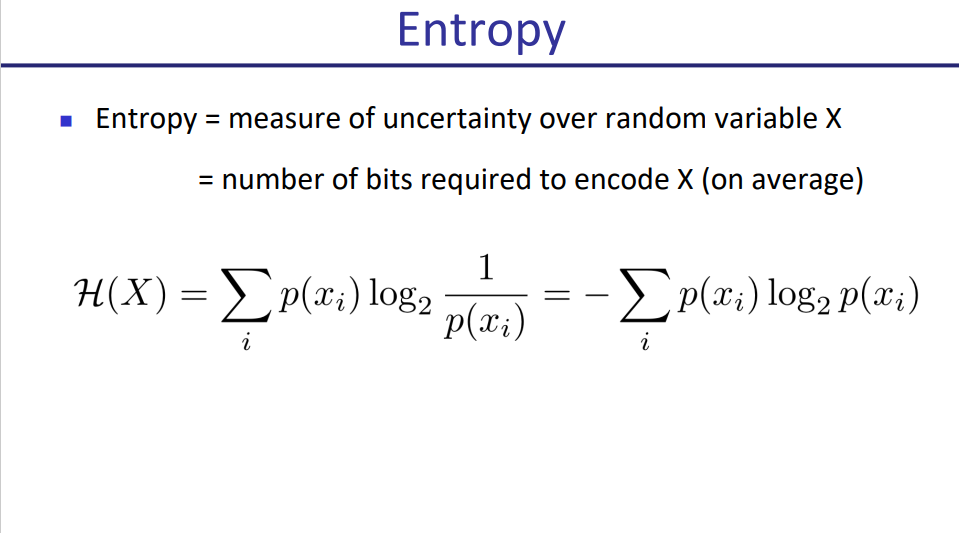 Entropy
▪ Entropy = measure of uncertainty over random variable X
= number of bits required to encode X (on average)
$\mathcal{H}(X) = \sum_i p(x_i) \log_2 \frac{1}{p(x_i)} = -\sum_i p(x_i) \log_2 p(x_i)$